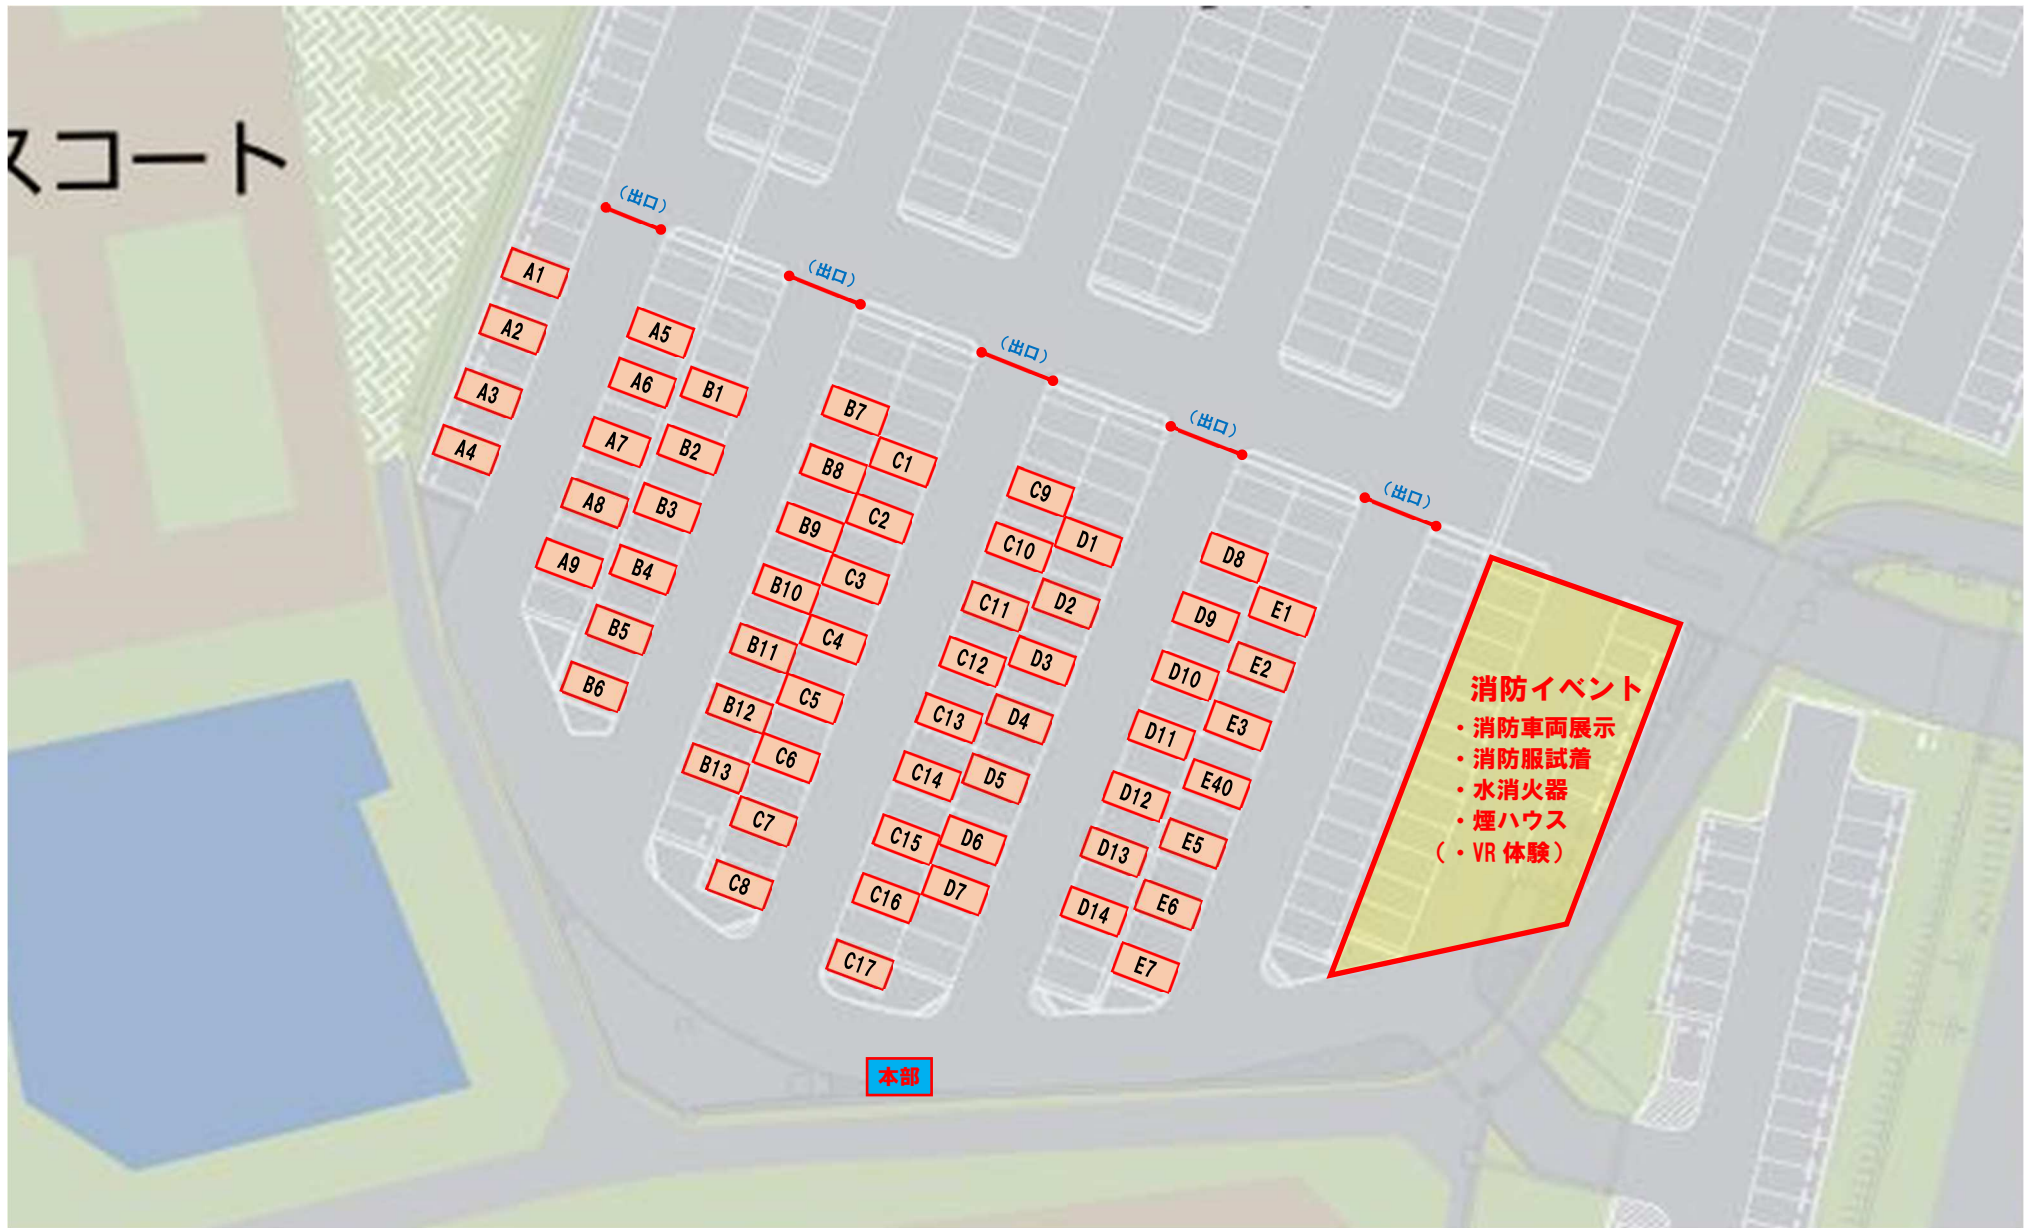 スコート
（出口）
（出口）
（出口）
（出口）
（出口）
A1
A2
A3
A4
A5
A6
A7
A8
A9
B1
B2
B3
B4
B5
B6
B7
B8
B9
B10
B11
B12
B13
C1
C2
C3
C4
C5
C6
C7
C8
C9
C10
C11
C12
C13
C14
C15
C16
C17
D1
D2
D3
D4
D5
D6
D7
D8
D9
D10
D11
D12
D13
D14
E1
E2
E3
E40
E5
E6
E7
消防イベント
・消防車両展示
・消防服試着
・水消火器
・煙ハウス
（・VR 体験）
本部